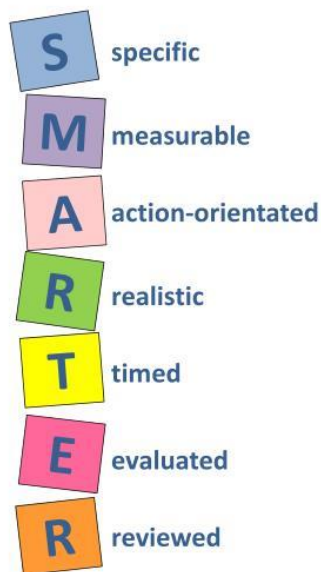 S specific
M measurable
A action-orientated
R realistic
T timed
E evaluated
R reviewed